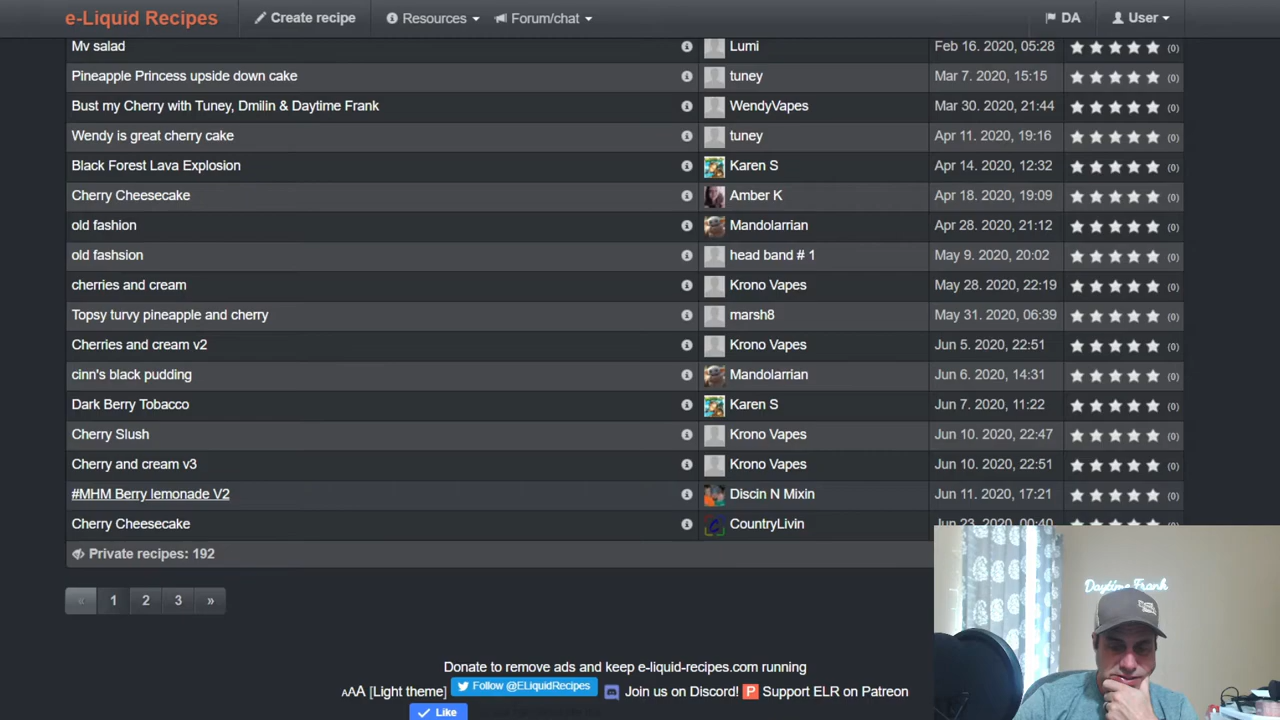 e-Liquid Recipes Create recipe Resources Forum/chat DA User
Mv salad Lumi Feb 16. 2020, 05:28 (0)
Pineapple Princess upside down cake tuney Mar 7. 2020, 15:15 (0)
Bust my Cherry with Tuney, Dmilin & Daytime Frank WendyVapes Mar 30. 2020, 21:44 (0)
Wendy is great cherry cake tuney Apr 11. 2020, 19:16 (0)
Black Forest Lava Explosion Karen S Apr 14. 2020, 12:32 (0)
Cherry Cheesecake Amber K Apr 18. 2020, 19:09 (0)
old fashion Mandolarrian Apr 28. 2020, 21:12 (0)
old fashsion head band # 1 May 9. 2020, 20:02 (0)
cherries and cream Krono Vapes May 28. 2020, 22:19 (0)
Topsy turvy pineapple and cherry marsh8 May 31. 2020, 06:39 (0)
Cherries and cream v2 Krono Vapes Jun 5. 2020, 22:51 (0)
cinn's black pudding Mandolarrian Jun 6. 2020, 14:31 (0)
Dark Berry Tobacco Karen S Jun 7. 2020, 11:22 (0)
Cherry Slush Krono Vapes Jun 10. 2020, 22:47 (0)
Cherry and cream v3 Krono Vapes Jun 10. 2020, 22:51 (0)
#MHM Berry lemonade V2 Discin N Mixin Jun 11. 2020, 17:21 (0)
Cherry Cheesecake CountryLivin Jun 23. 2020, 00:40 (0)
Private recipes: 192
« 1 2 3 »
Daytime Frank
Donate to remove ads and keep e-liquid-recipes.com running
AAA [Light theme] Follow @ELiquidRecipes Join us on Discord! Support ELR on Patreon
Like